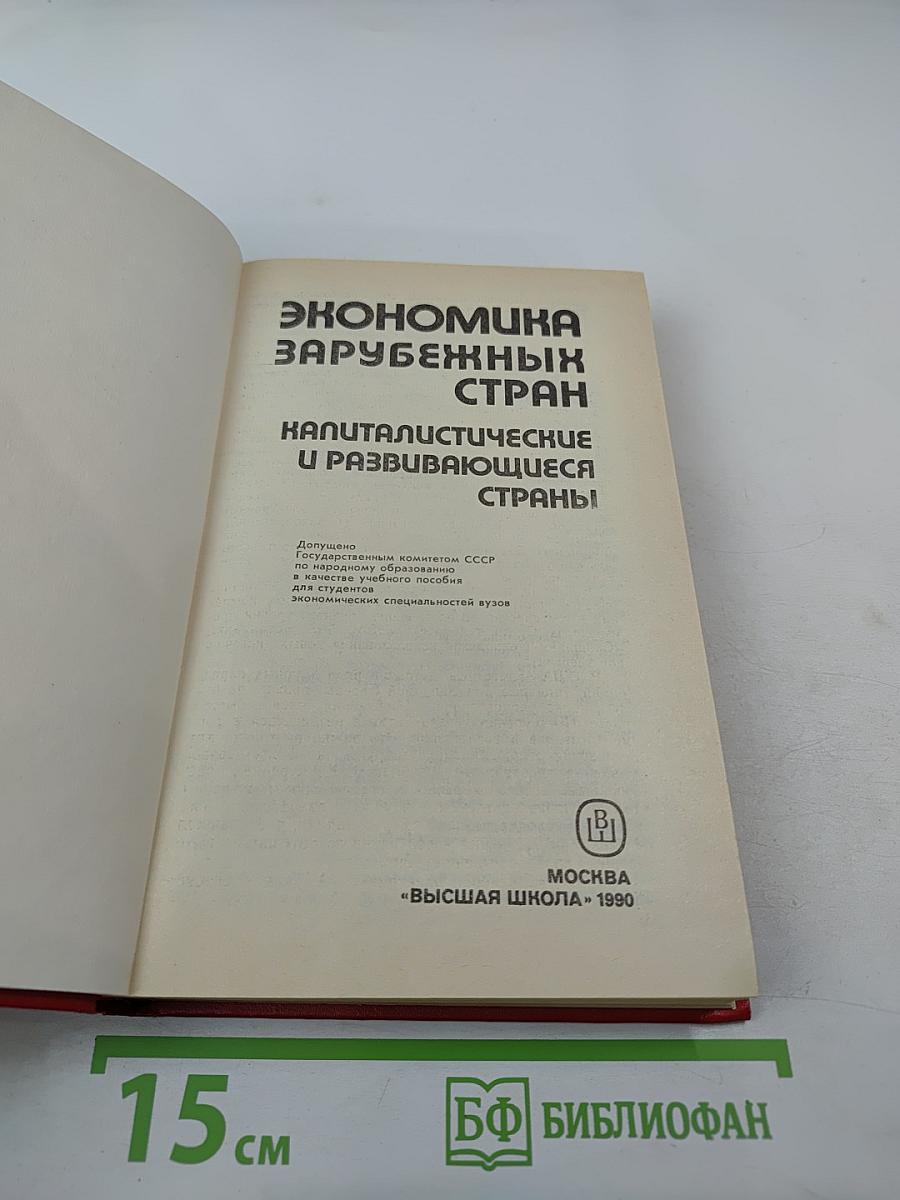 ЭКОНОМИКА
ЗАРУБЕЖНЫХ
СТРАН
КАПИТАЛИСТИЧЕСКИЕ
И РАЗВИВАЮЩИЕСЯ
СТРАНЫ
Допущено
Государственным комитетом СССР
по народному образованию
в качестве учебного пособия
для студентов
экономических специальностей вузов
ВШ
МОСКВА
«ВЫСШАЯ ШКОЛА» 1990
15 см
БФ БИБЛИОФАН